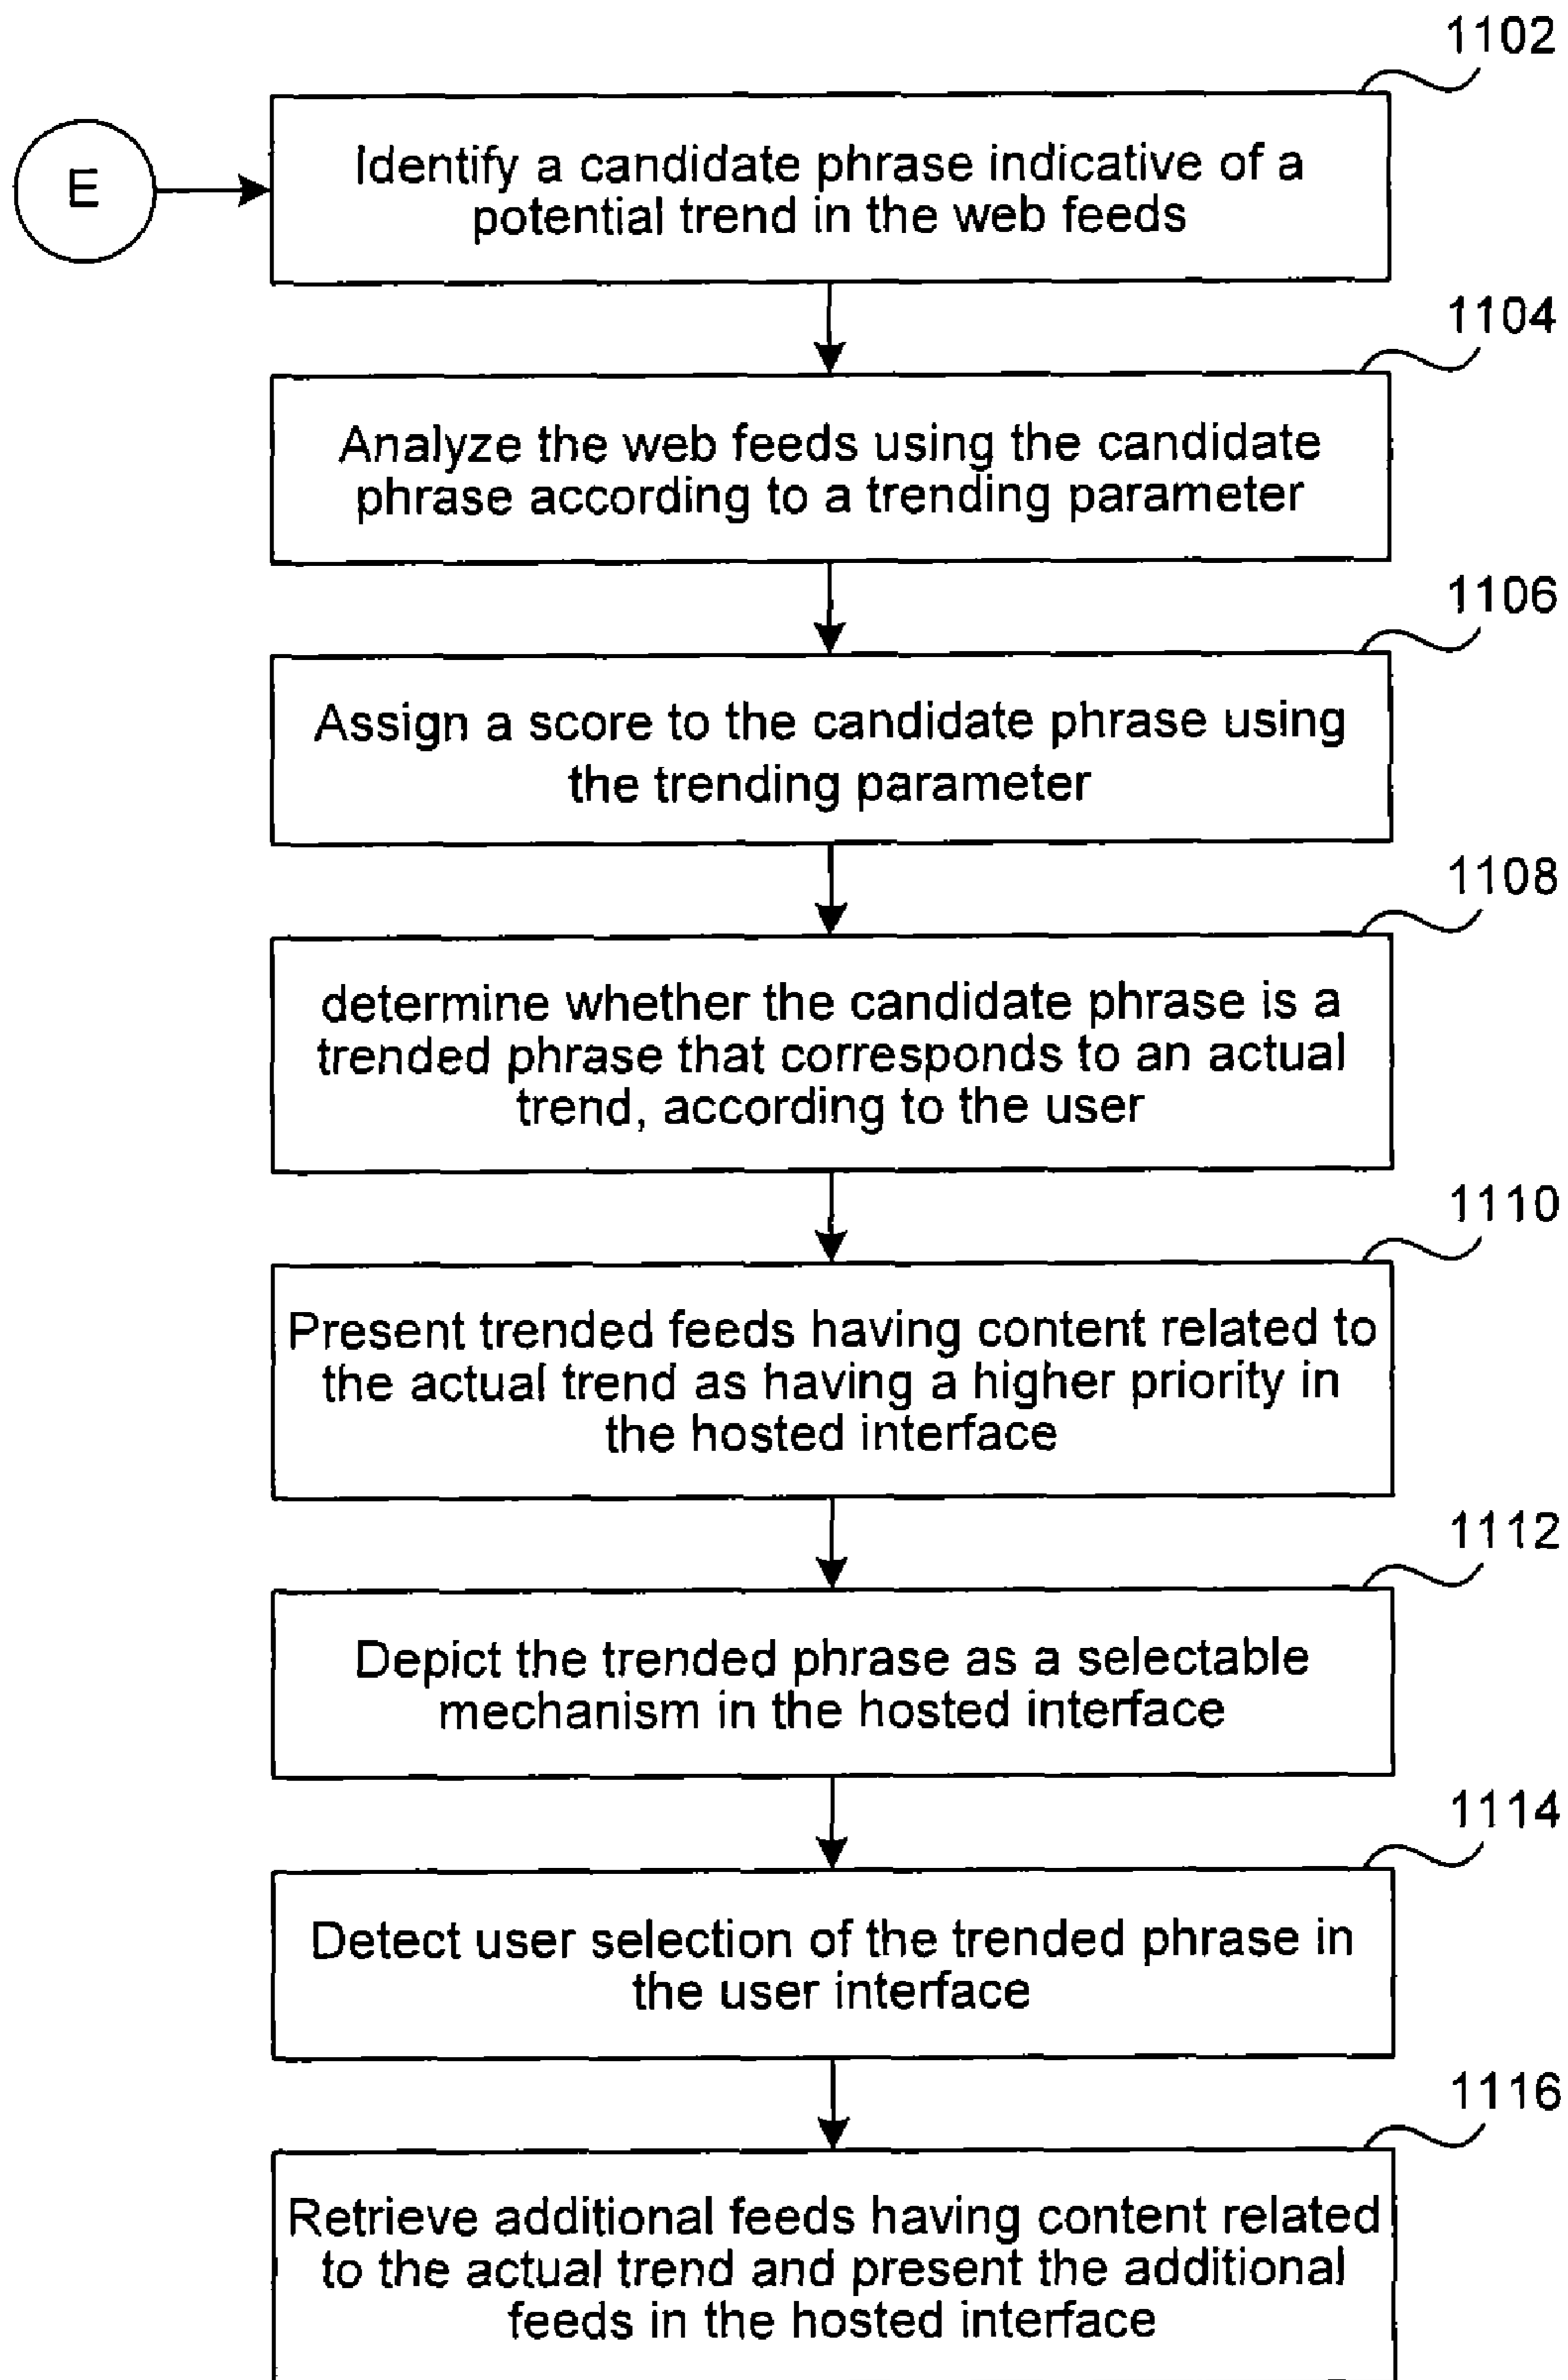 1102
E
Identify a candidate phrase indicative of a
potential trend in the web feeds
1104
Analyze the web feeds using the candidate
phrase according to a trending parameter
1106
Assign a score to the candidate phrase using
the trending parameter
1108
determine whether the candidate phrase is a
trended phrase that corresponds to an actual
trend, according to the user
1110
Present trended feeds having content related to
the actual trend as having a higher priority in
the hosted interface
1112
Depict the trended phrase as a selectable
mechanism in the hosted interface
1114
Detect user selection of the trended phrase in
the user interface
1116
Retrieve additional feeds having content related
to the actual trend and present the additional
feeds in the hosted interface